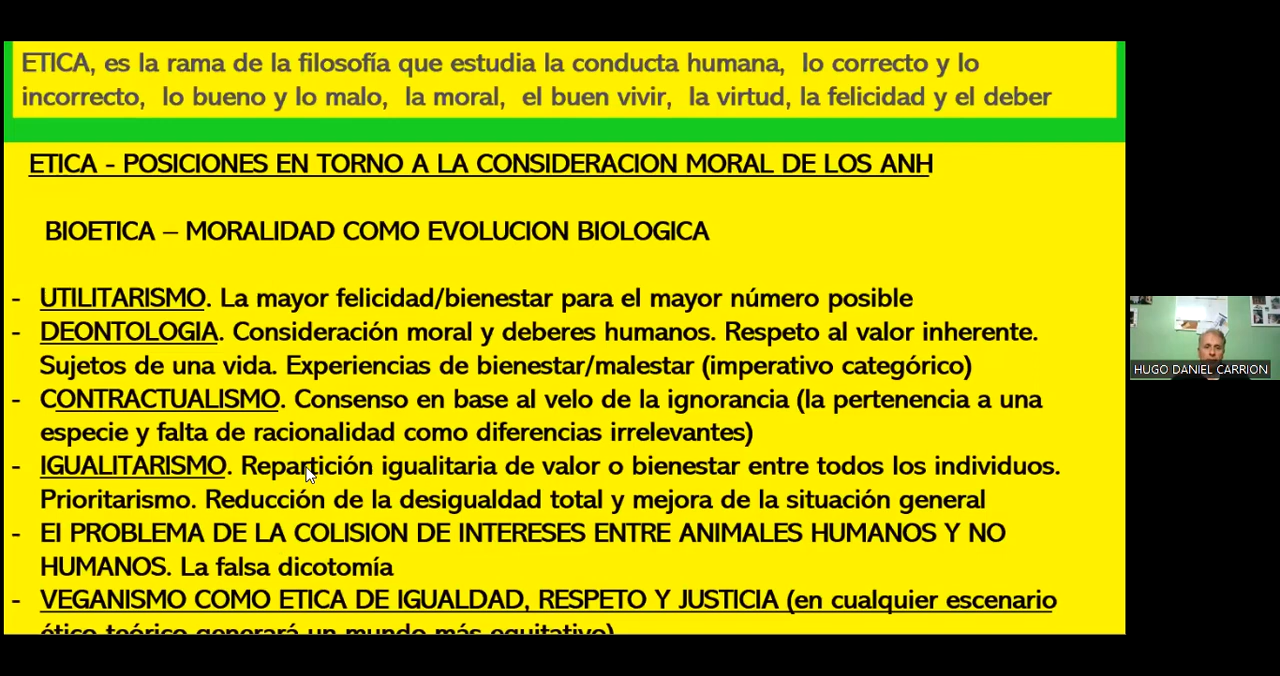 ETICA, es la rama de la filosofía que estudia la conducta humana, lo correcto y lo
incorrecto, lo bueno y lo malo, la moral, el buen vivir, la virtud, la felicidad y el deber
ETICA - POSICIONES EN TORNO A LA CONSIDERACION MORAL DE LOS ANH
BIOETICA – MORALIDAD COMO EVOLUCION BIOLOGICA
- UTILITARISMO. La mayor felicidad/bienestar para el mayor número posible
- DEONTOLOGIA. Consideración moral y deberes humanos. Respeto al valor inherente.
Sujetos de una vida. Experiencias de bienestar/malestar (imperativo categórico)
- CONTRACTUALISMO. Consenso en base al velo de la ignorancia (la pertenencia a una
especie y falta de racionalidad como diferencias irrelevantes)
- IGUALITARISMO. Repartición igualitaria de valor o bienestar entre todos los individuos.
Prioritarismo. Reducción de la desigualdad total y mejora de la situación general
- El PROBLEMA DE LA COLISION DE INTERESES ENTRE ANIMALES HUMANOS Y NO
HUMANOS. La falsa dicotomía
- VEGANISMO COMO ETICA DE IGUALDAD, RESPETO Y JUSTICIA (en cualquier escenario
ético teórico generará un mundo más equitativo)
HUGO DANIEL CARRION